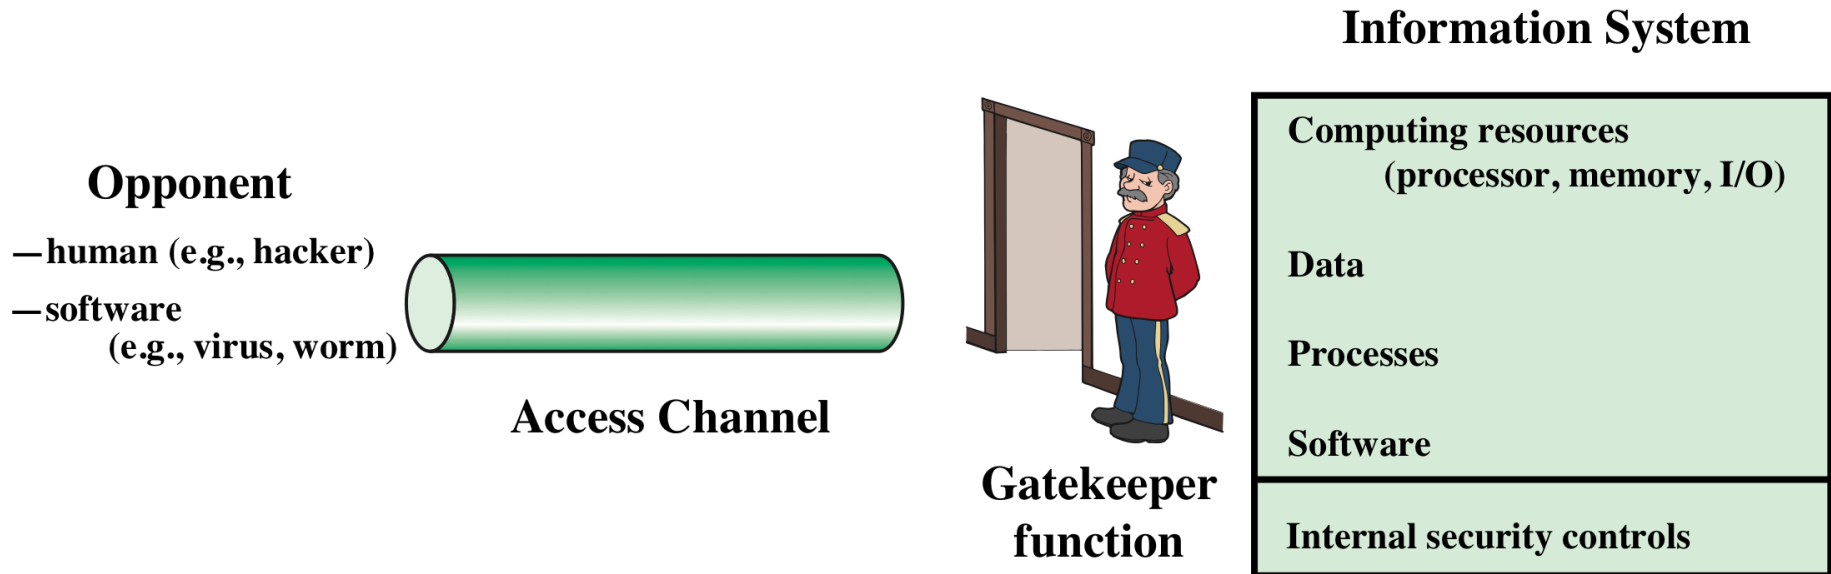 Information System
Opponent
—human (e.g., hacker)
—software
(e.g., virus, worm)
Access Channel
Gatekeeper
function
Computing resources
(processor, memory, I/O)
Data
Processes
Software
Internal security controls